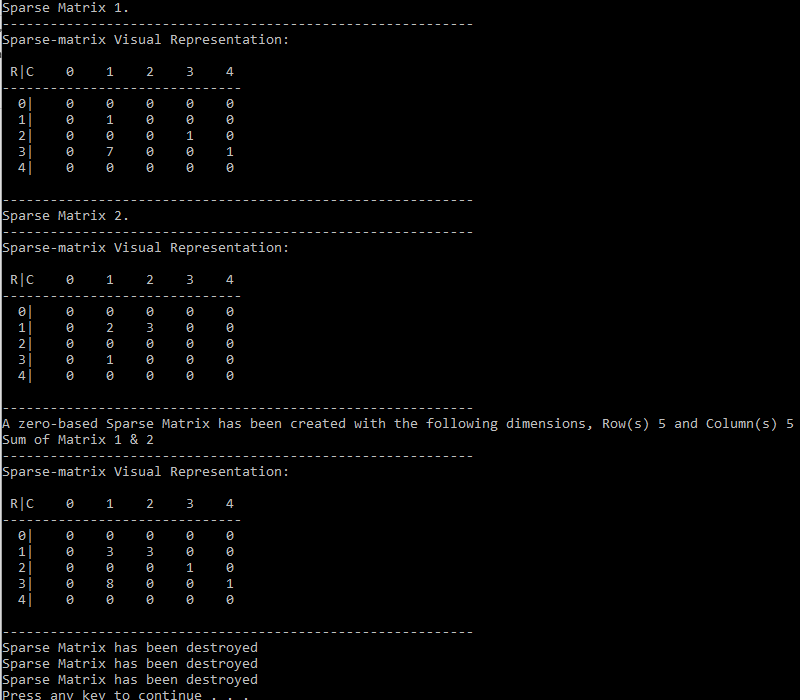 Sparse Matrix 1.
-----------------------------------------------------------
Sparse-matrix Visual Representation:
 R|C    0    1    2    3    4
------------------------------
  0|    0    0    0    0    0
  1|    0    1    0    0    0
  2|    0    0    0    1    0
  3|    0    7    0    0    1
  4|    0    0    0    0    0
-----------------------------------------------------------
Sparse Matrix 2.
-----------------------------------------------------------
Sparse-matrix Visual Representation:
 R|C    0    1    2    3    4
------------------------------
  0|    0    0    0    0    0
  1|    0    2    3    0    0
  2|    0    0    0    0    0
  3|    0    1    0    0    0
  4|    0    0    0    0    0
-----------------------------------------------------------
A zero-based Sparse Matrix has been created with the following dimensions, Row(s) 5 and Column(s) 5
Sum of Matrix 1 & 2
-----------------------------------------------------------
Sparse-matrix Visual Representation:
 R|C    0    1    2    3    4
------------------------------
  0|    0    0    0    0    0
  1|    0    3    3    0    0
  2|    0    0    0    1    0
  3|    0    8    0    0    1
  4|    0    0    0    0    0
-----------------------------------------------------------
Sparse Matrix has been destroyed
Sparse Matrix has been destroyed
Sparse Matrix has been destroyed
Press any key to continue . . .